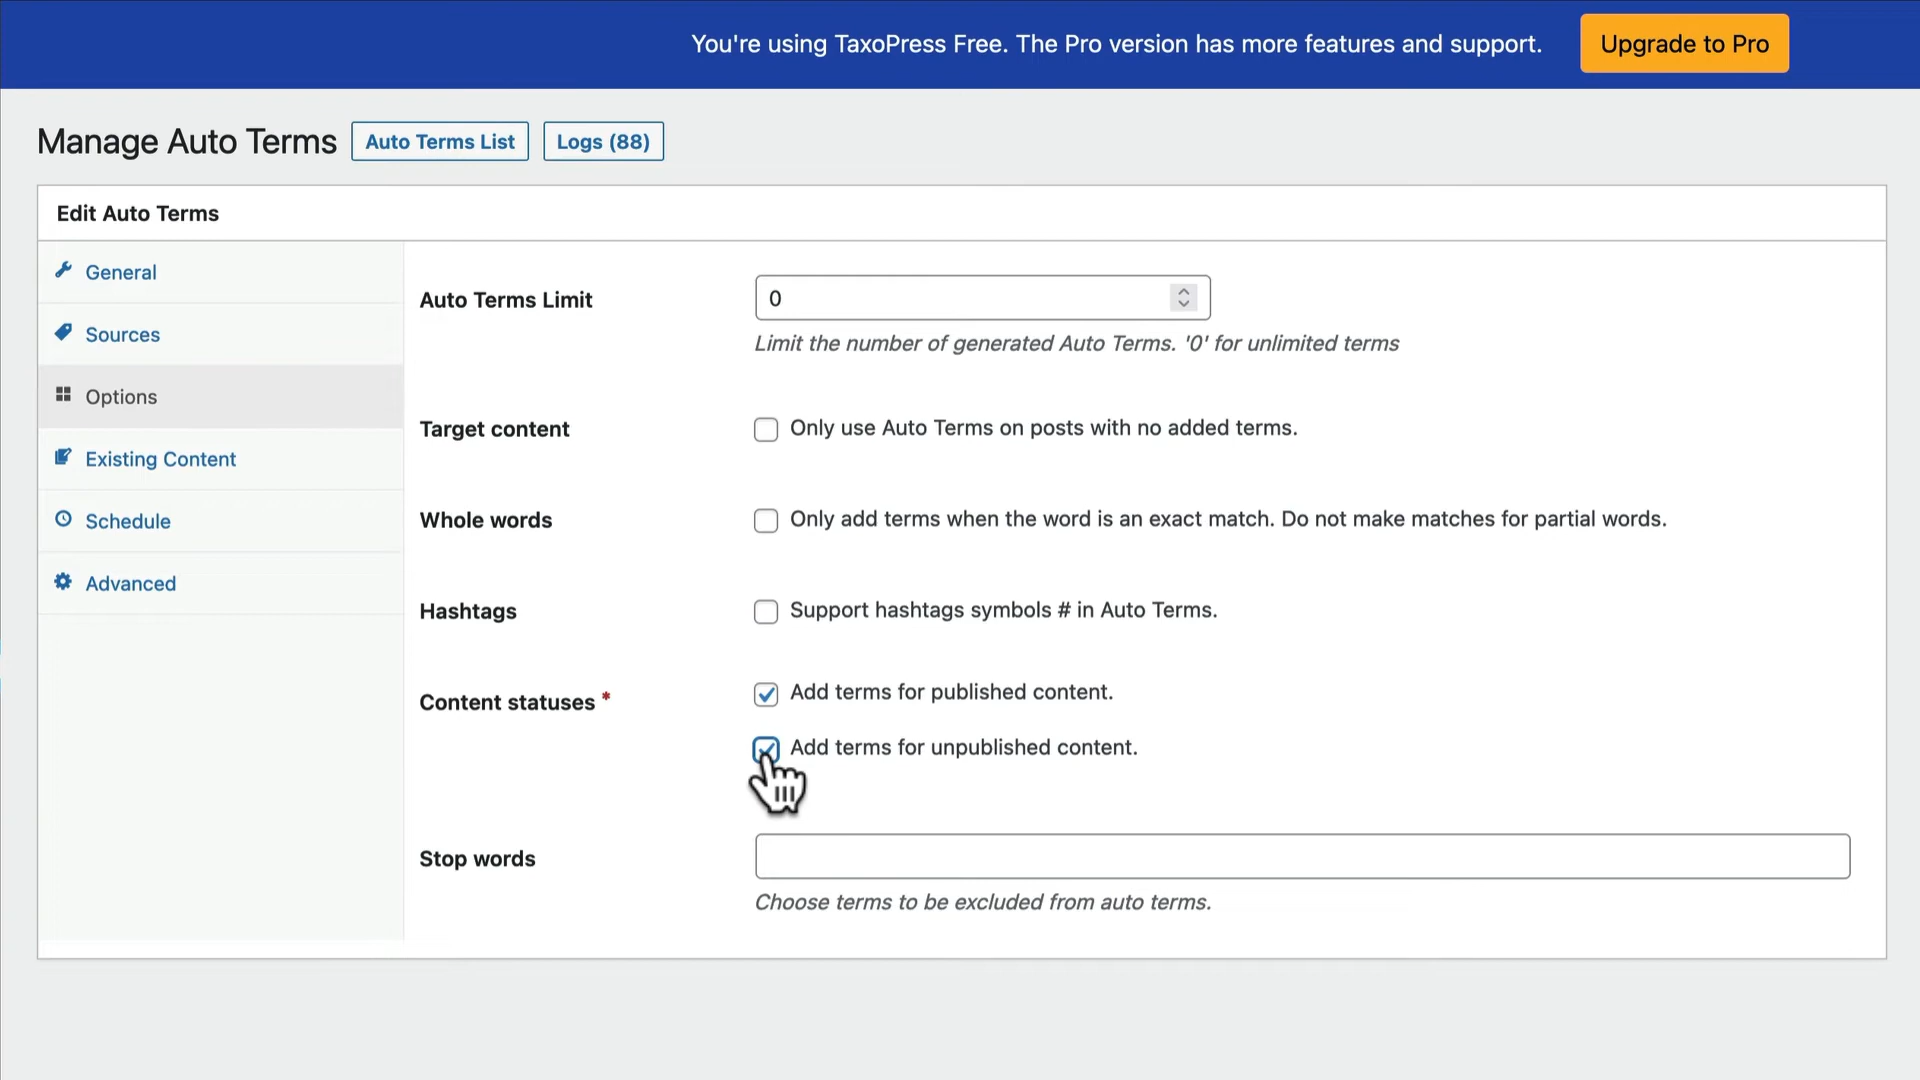 You're using TaxoPress Free. The Pro version has more features and support.
Upgrade to Pro
Manage Auto Terms
Auto Terms List
Logs (88)
Edit Auto Terms
General
Sources
Options
Existing Content
Schedule
Advanced
Auto Terms Limit
0
Limit the number of generated Auto Terms. '0' for unlimited terms
Target content
Only use Auto Terms on posts with no added terms.
Whole words
Only add terms when the word is an exact match. Do not make matches for partial words.
Hashtags
Support hashtags symbols # in Auto Terms.
Content statuses *
Add terms for published content.
Add terms for unpublished content.
Stop words
Choose terms to be excluded from auto terms.